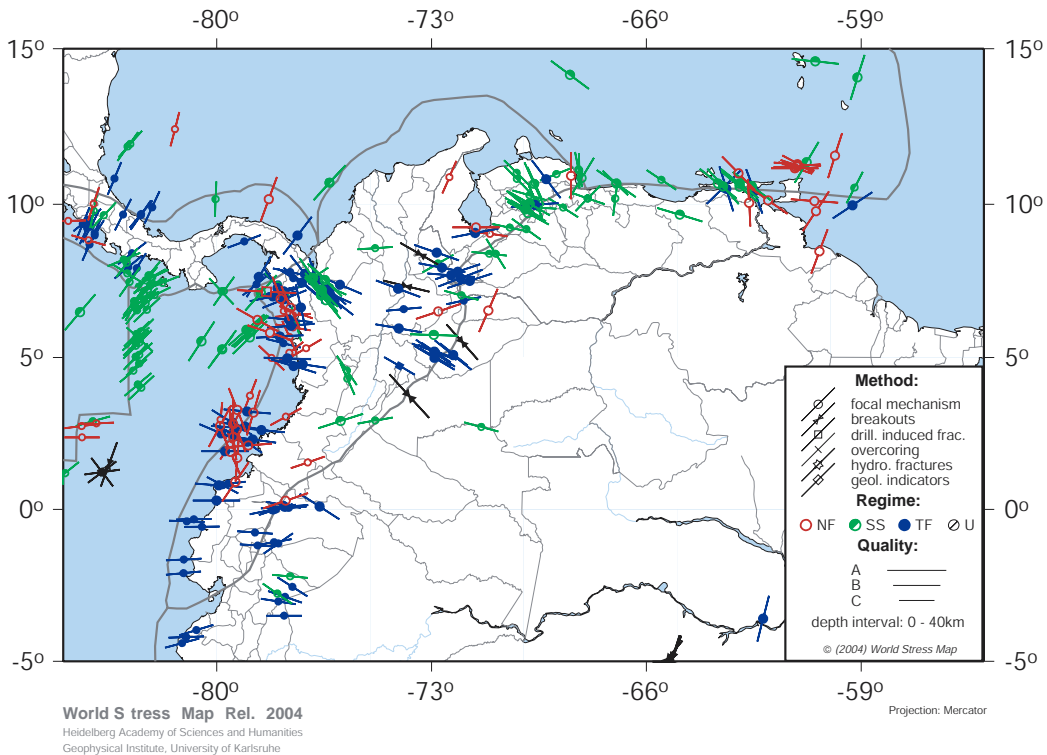 -80º -73º -66º -59º
15º 15º
10º 10º
5º 5º
0º 0º
-5º -5º
Method:
focal mechanism
breakouts
drill. induced frac.
overcoring
hydro. fractures
geol. indicators
Regime:
NF SS TF U
Quality:
A
B
C
depth interval: 0 - 40km
© (2004) World Stress Map
-80º -73º -66º -59º
World S tress Map Rel. 2004
Projection: Mercator
Heidelberg Academy of Sciences and Humanities
Geophysical Institute, University of Karlsruhe